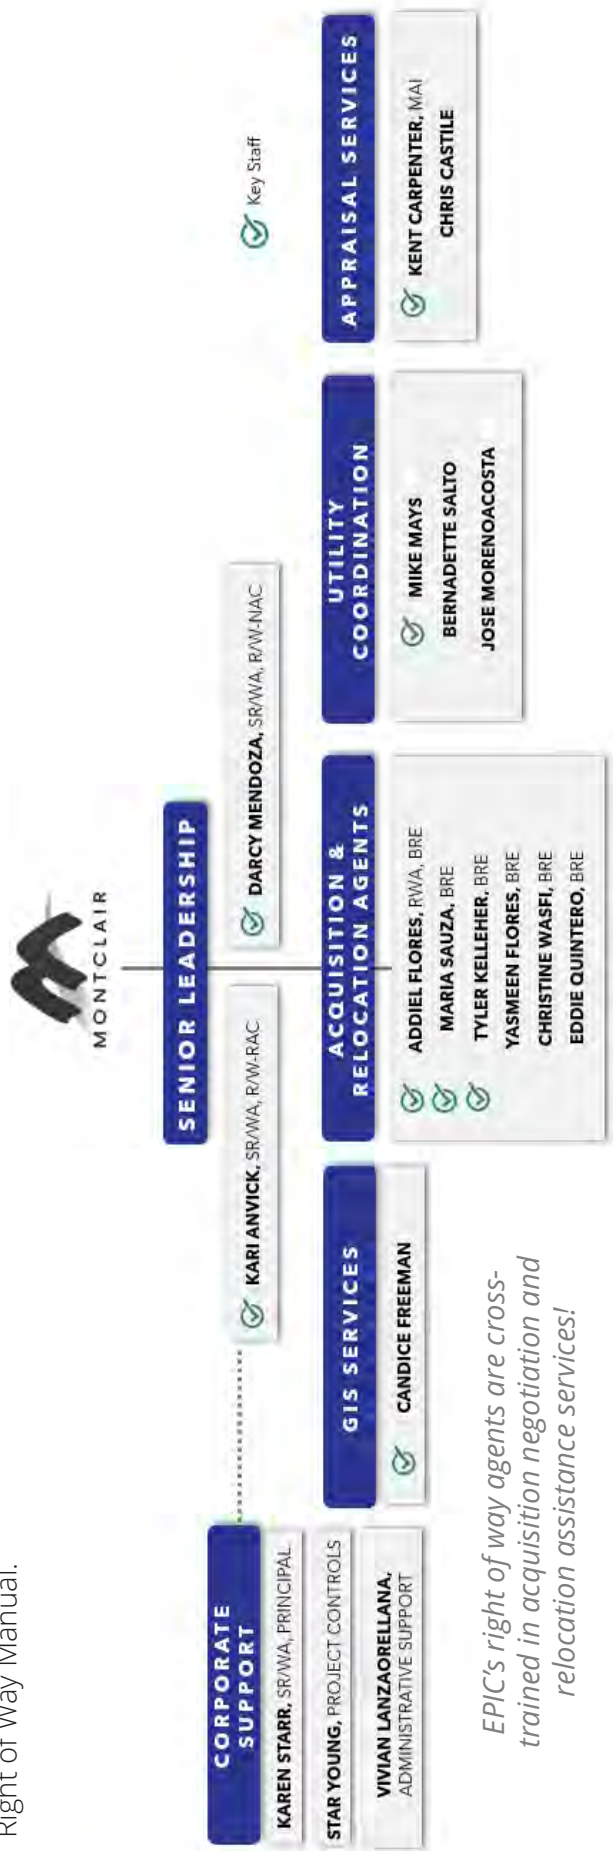 Right of Way Manual.
MONTCLAIR
SENIOR LEADERSHIP
Key Staff
KARI ANVICK, SR/WA, R/W-RAC
DARCY MENDOZA, SR/WA, R/W-NAC
CORPORATE
SUPPORT
KAREN STARR, SR/WA, PRINCIPAL
STAR YOUNG, PROJECT CONTROLS
VIVIAN LANZAORELLANA,
ADMINISTRATIVE SUPPORT
GIS SERVICES
CANDICE FREEMAN
ACQUISITION &
RELOCATION AGENTS
ADDIEL FLORES, RWA, BRE
MARIA SAUZA, BRE
TYLER KELLEHER, BRE
YASMEEN FLORES, BRE
CHRISTINE WASFI, BRE
EDDIE QUINTERO, BRE
UTILITY
COORDINATION
MIKE MAYS
BERNADETTE SALTO
JOSE MORENOACOSTA
APPRAISAL SERVICES
KENT CARPENTER, MAI
CHRIS CASTILE
EPIC's right of way agents are cross-
trained in acquisition negotiation and
relocation assistance services!